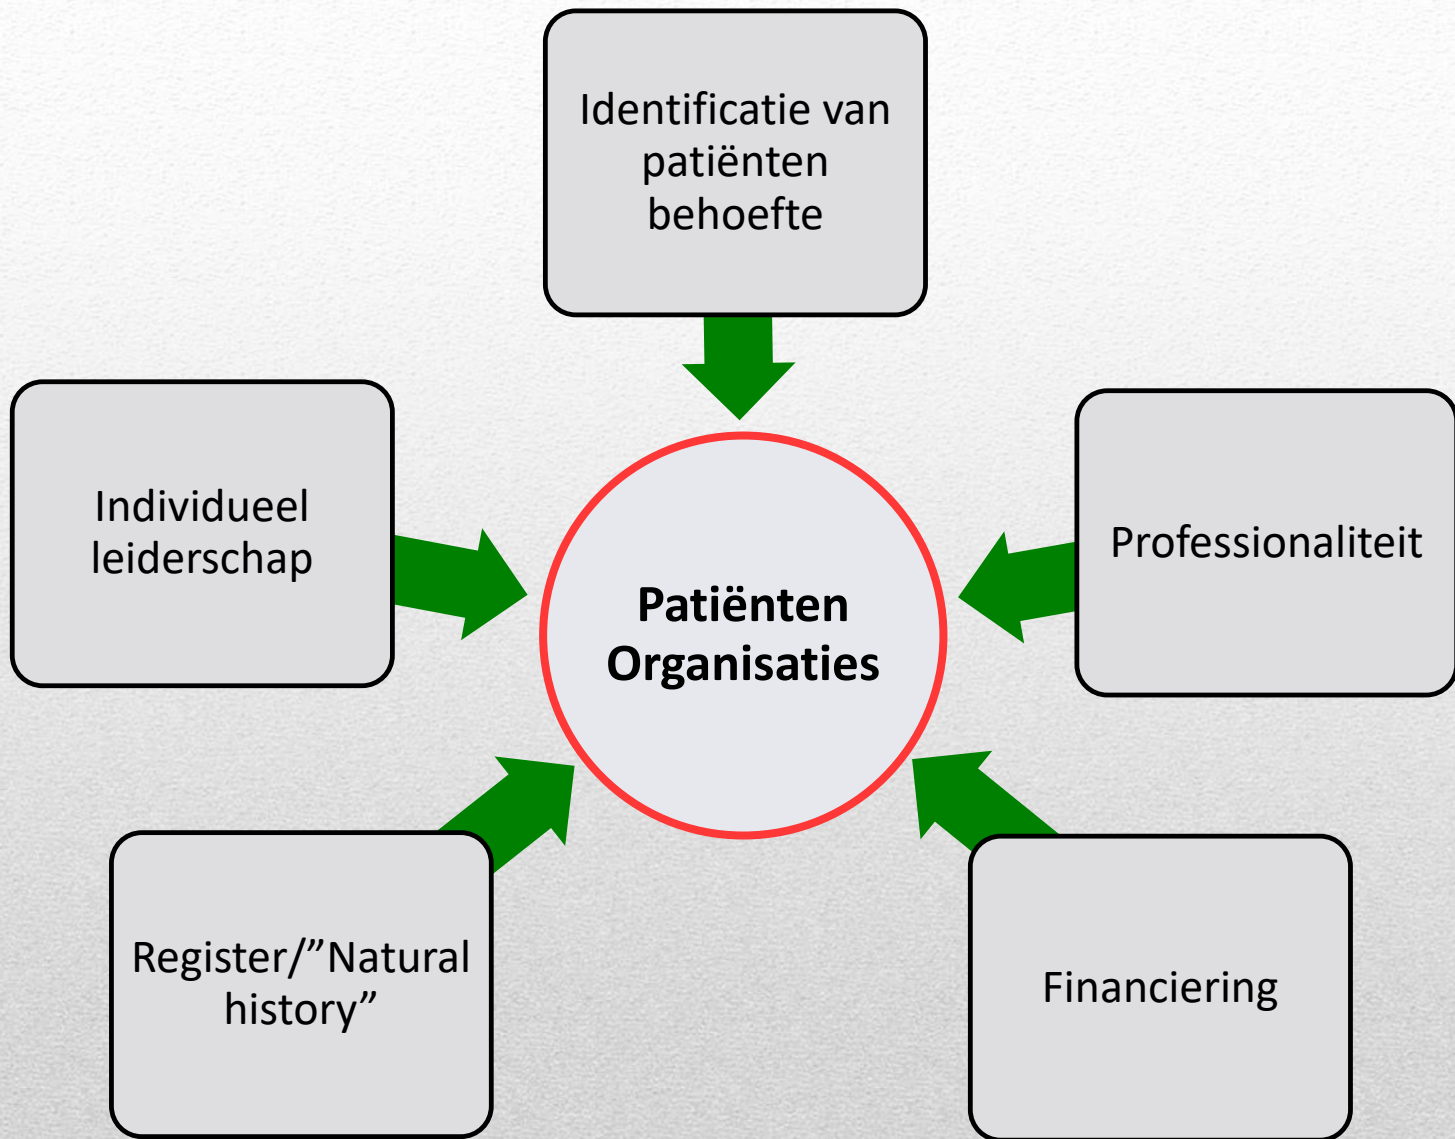 Identificatie van
patiënten
behoefte
Individueel
leiderschap
Professionaliteit
Patiënten
Organisaties
Register/”Natural
history”
Financiering